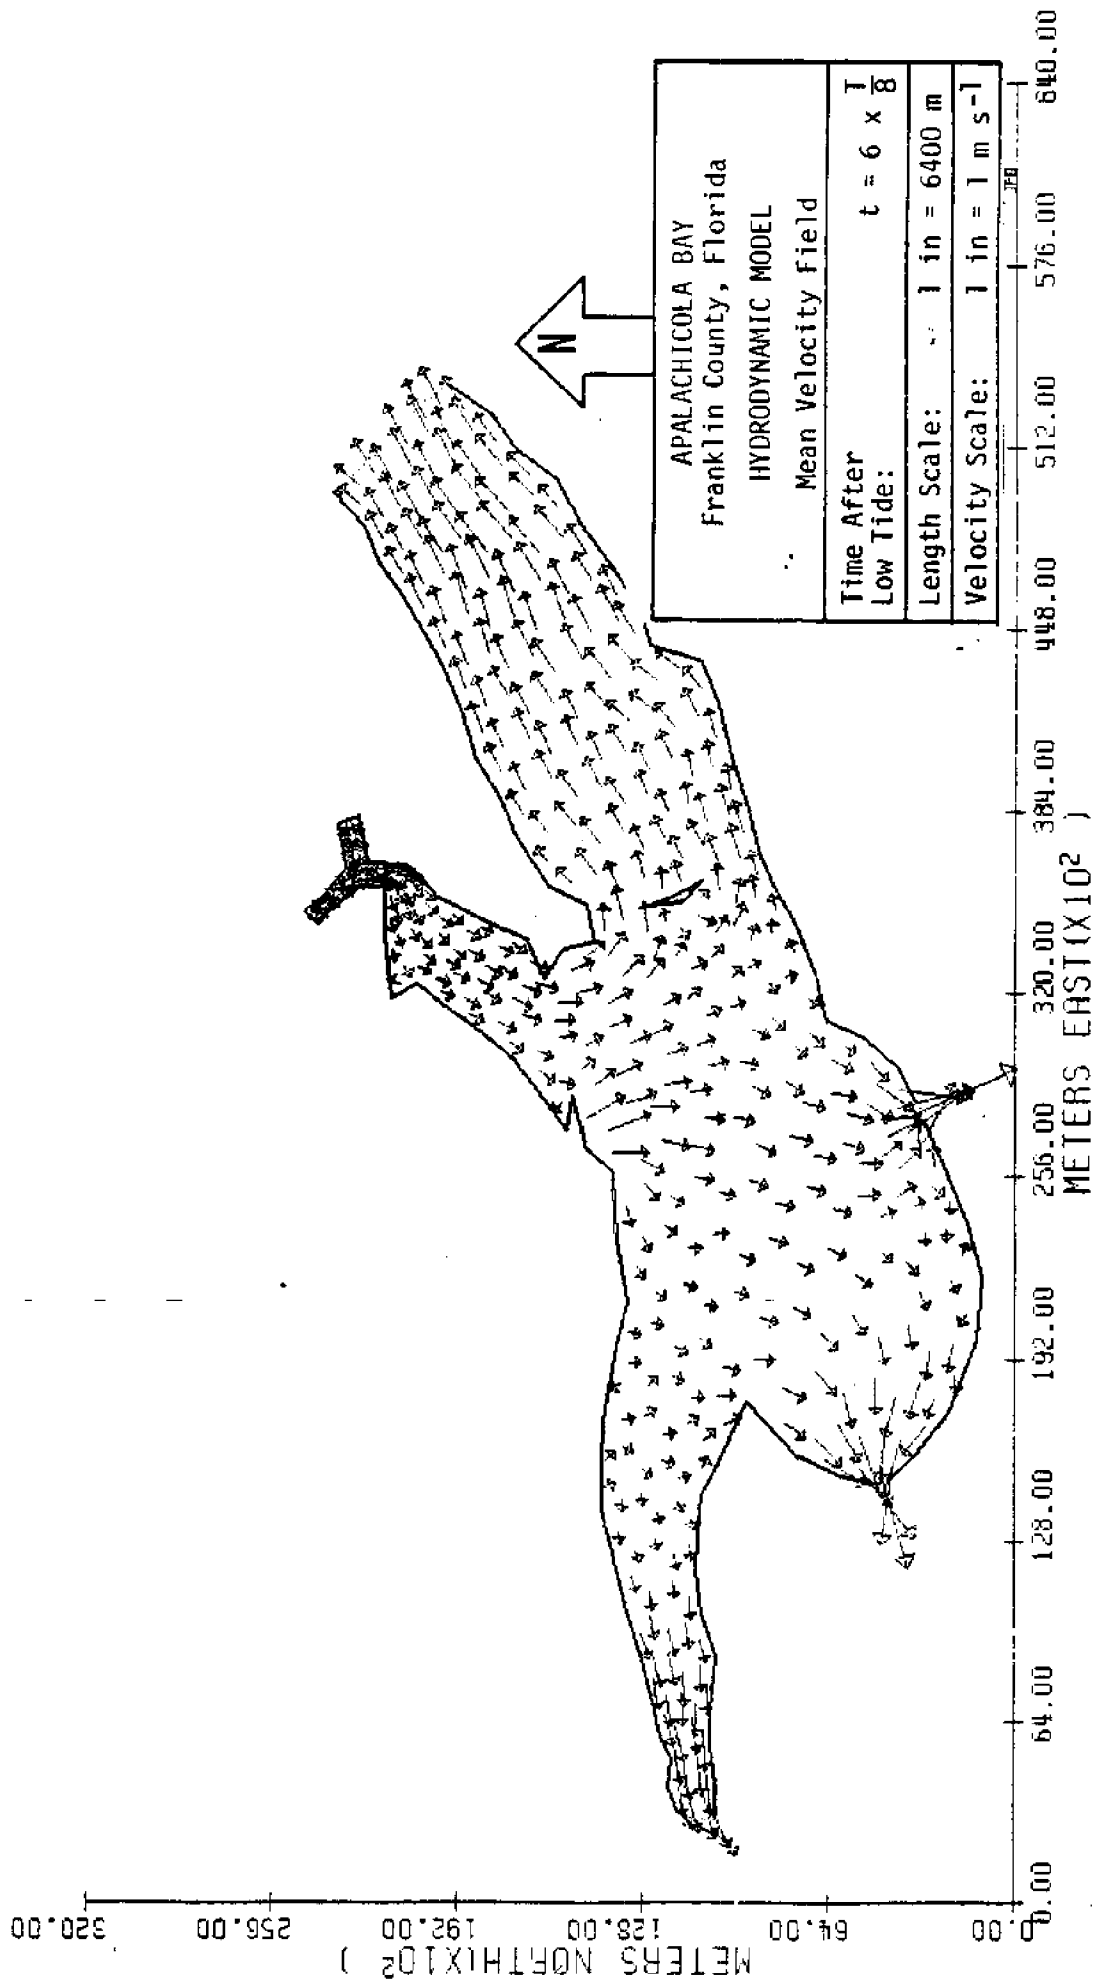 N
APALACHICOLA BAY
Franklin County, Florida
HYDRODYNAMIC MODEL
Mean Velocity Field
Time After
Low Tide: t = 6 x T/8
Length Scale: 1 in = 6400 m
Velocity Scale: 1 in = 1 m s⁻¹
METERS NORTH(X10² )
320.00
256.00
192.00
128.00
64.00
0.00
0.00 64.00 128.00 192.00 256.00 320.00 384.00 448.00 512.00 576.00 640.00
METERS EAST(X10² )